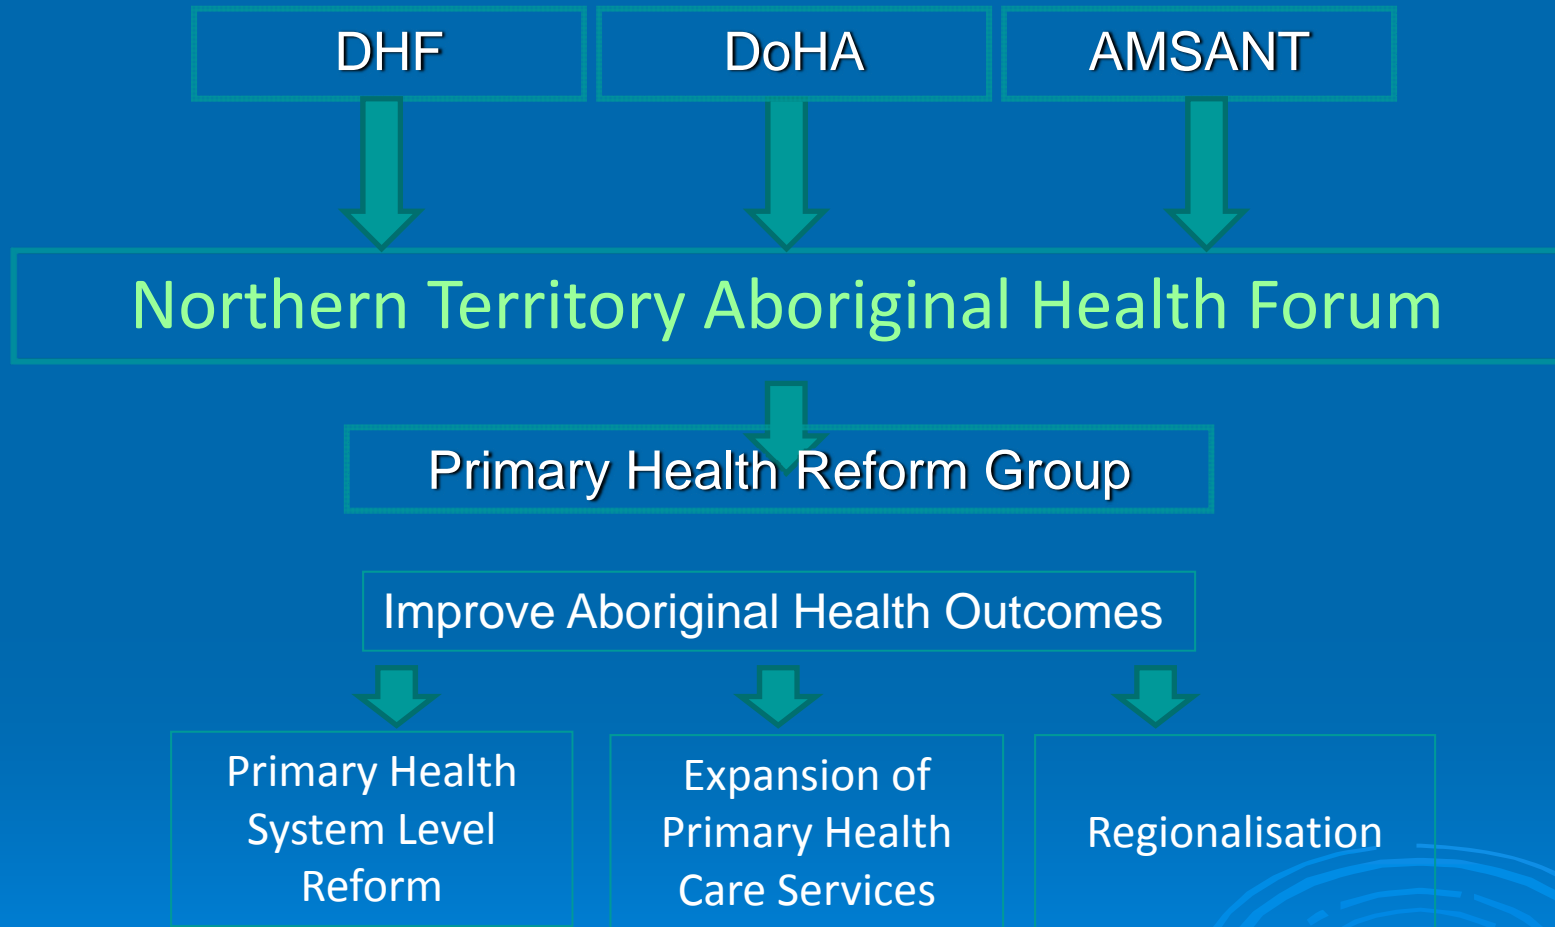 DHF
DoHA
AMSANT
Northern Territory Aboriginal Health Forum
Primary Health Reform Group
Improve Aboriginal Health Outcomes
Primary Health
System Level
Reform
Expansion of
Primary Health
Care Services
Regionalisation